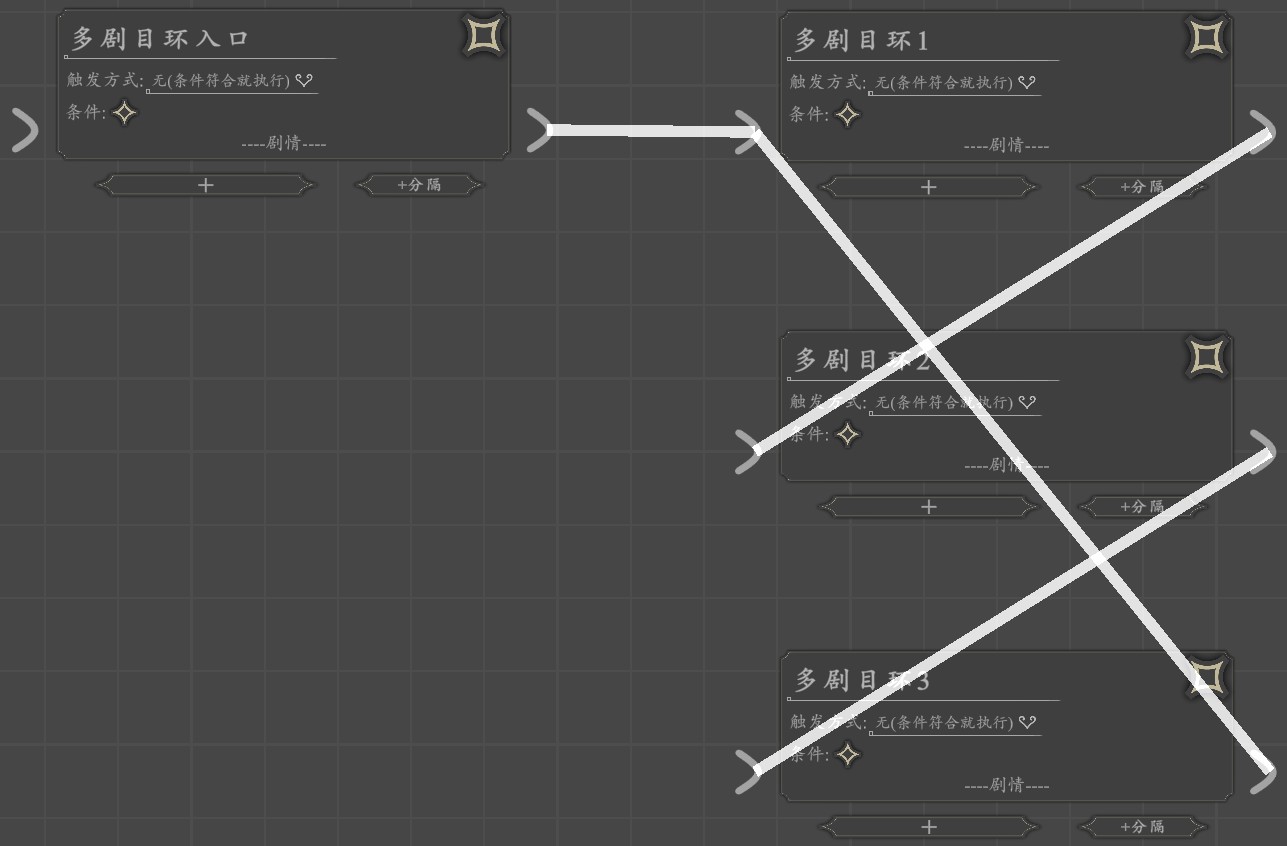 多剧目环入口
触发方式: 无(条件符合就执行)
条件:
----剧情----
+
+分隔
多剧目环1
触发方式: 无(条件符合就执行)
条件:
----剧情----
+
+分隔
多剧目环2
触发方式: 无(条件符合就执行)
条件:
----剧情----
+
+分隔
多剧目环3
触发方式: 无(条件符合就执行)
条件:
----剧情----
+
+分隔